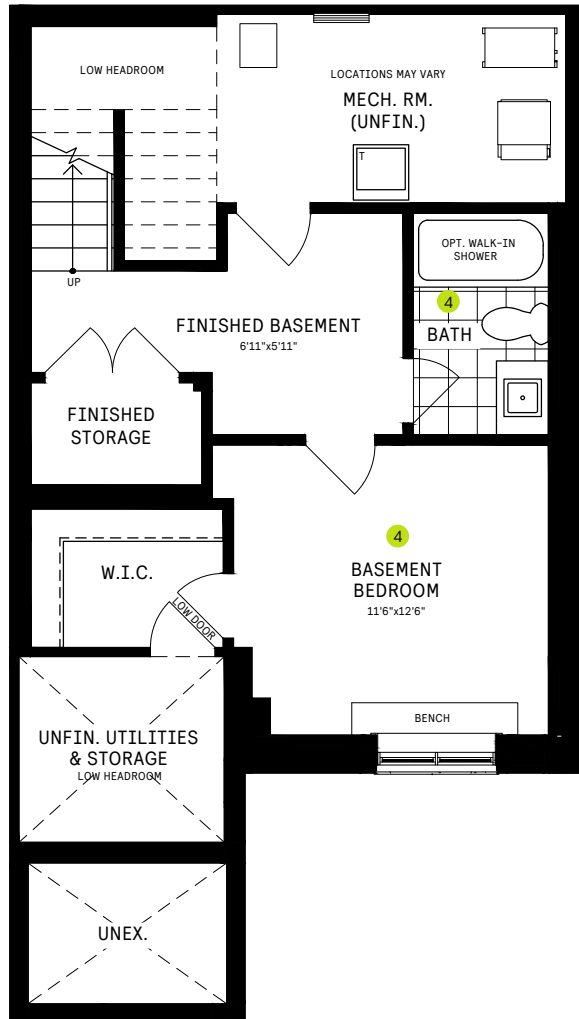 LOW HEADROOM
LOCATIONS MAY VARY
MECH. RM.
(UNFIN.)
T
OPT. WALK-IN
SHOWER
UP
4
BATH
FINISHED BASEMENT
6'11"x5'11"
FINISHED
STORAGE
4
BASEMENT
BEDROOM
11'6"x12'6"
W.I.C.
LOW DOOR
BENCH
UNFIN. UTILITIES
& STORAGE
LOW HEADROOM
UNEX.